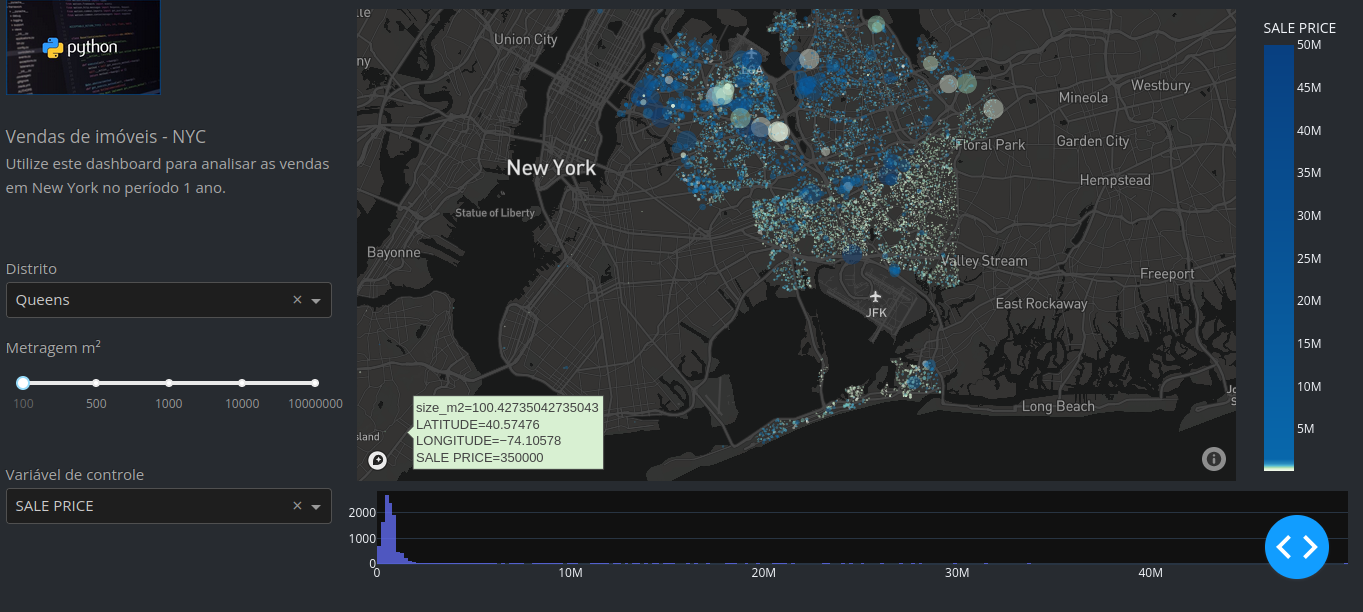 python
Vendas de imóveis - NYC
Utilize este dashboard para analisar as vendas
em New York no período 1 ano.
Distrito
Queens
Metragem m²
100 500 1000 10000 10000000
Variável de controle
SALE PRICE
Union City
New York
Statue of Liberty
Bayonne
Westbury
Mineola
Garden City
Floral Park
Hempstead
Valley Stream
Freeport
East Rockaway
JFK
Long Beach
sland
size_m2=100.42735042735043
LATITUDE=40.57476
LONGITUDE=−74.10578
SALE PRICE=350000
SALE PRICE
50M
45M
40M
35M
30M
25M
20M
15M
10M
5M
2000
1000
0
0 10M 20M 30M 40M